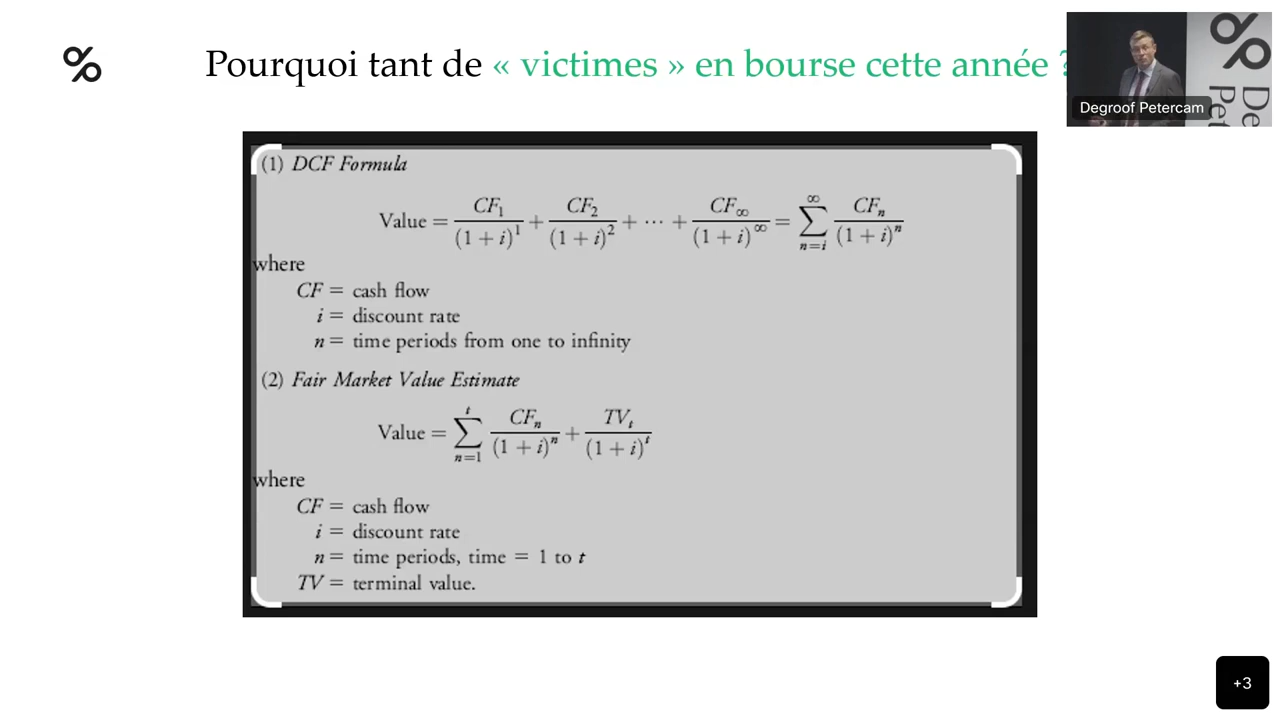 Pourquoi tant de « victimes » en bourse cette année ?
Degroof Petercam
De
Pet
(1) DCF Formula
Value = CF₁/(1 + i)¹ + CF₂/(1 + i)² + ⋯ + CF∞/(1 + i)^∞ = ∑_{n=i}^{∞} CFₙ/(1 + i)ⁿ
where
CF = cash flow
i = discount rate
n = time periods from one to infinity
(2) Fair Market Value Estimate
Value = ∑_{n=1}^{t} CFₙ/(1 + i)ⁿ + TVₜ/(1 + i)ᵗ
where
CF = cash flow
i = discount rate
n = time periods, time = 1 to t
TV = terminal value.
+3